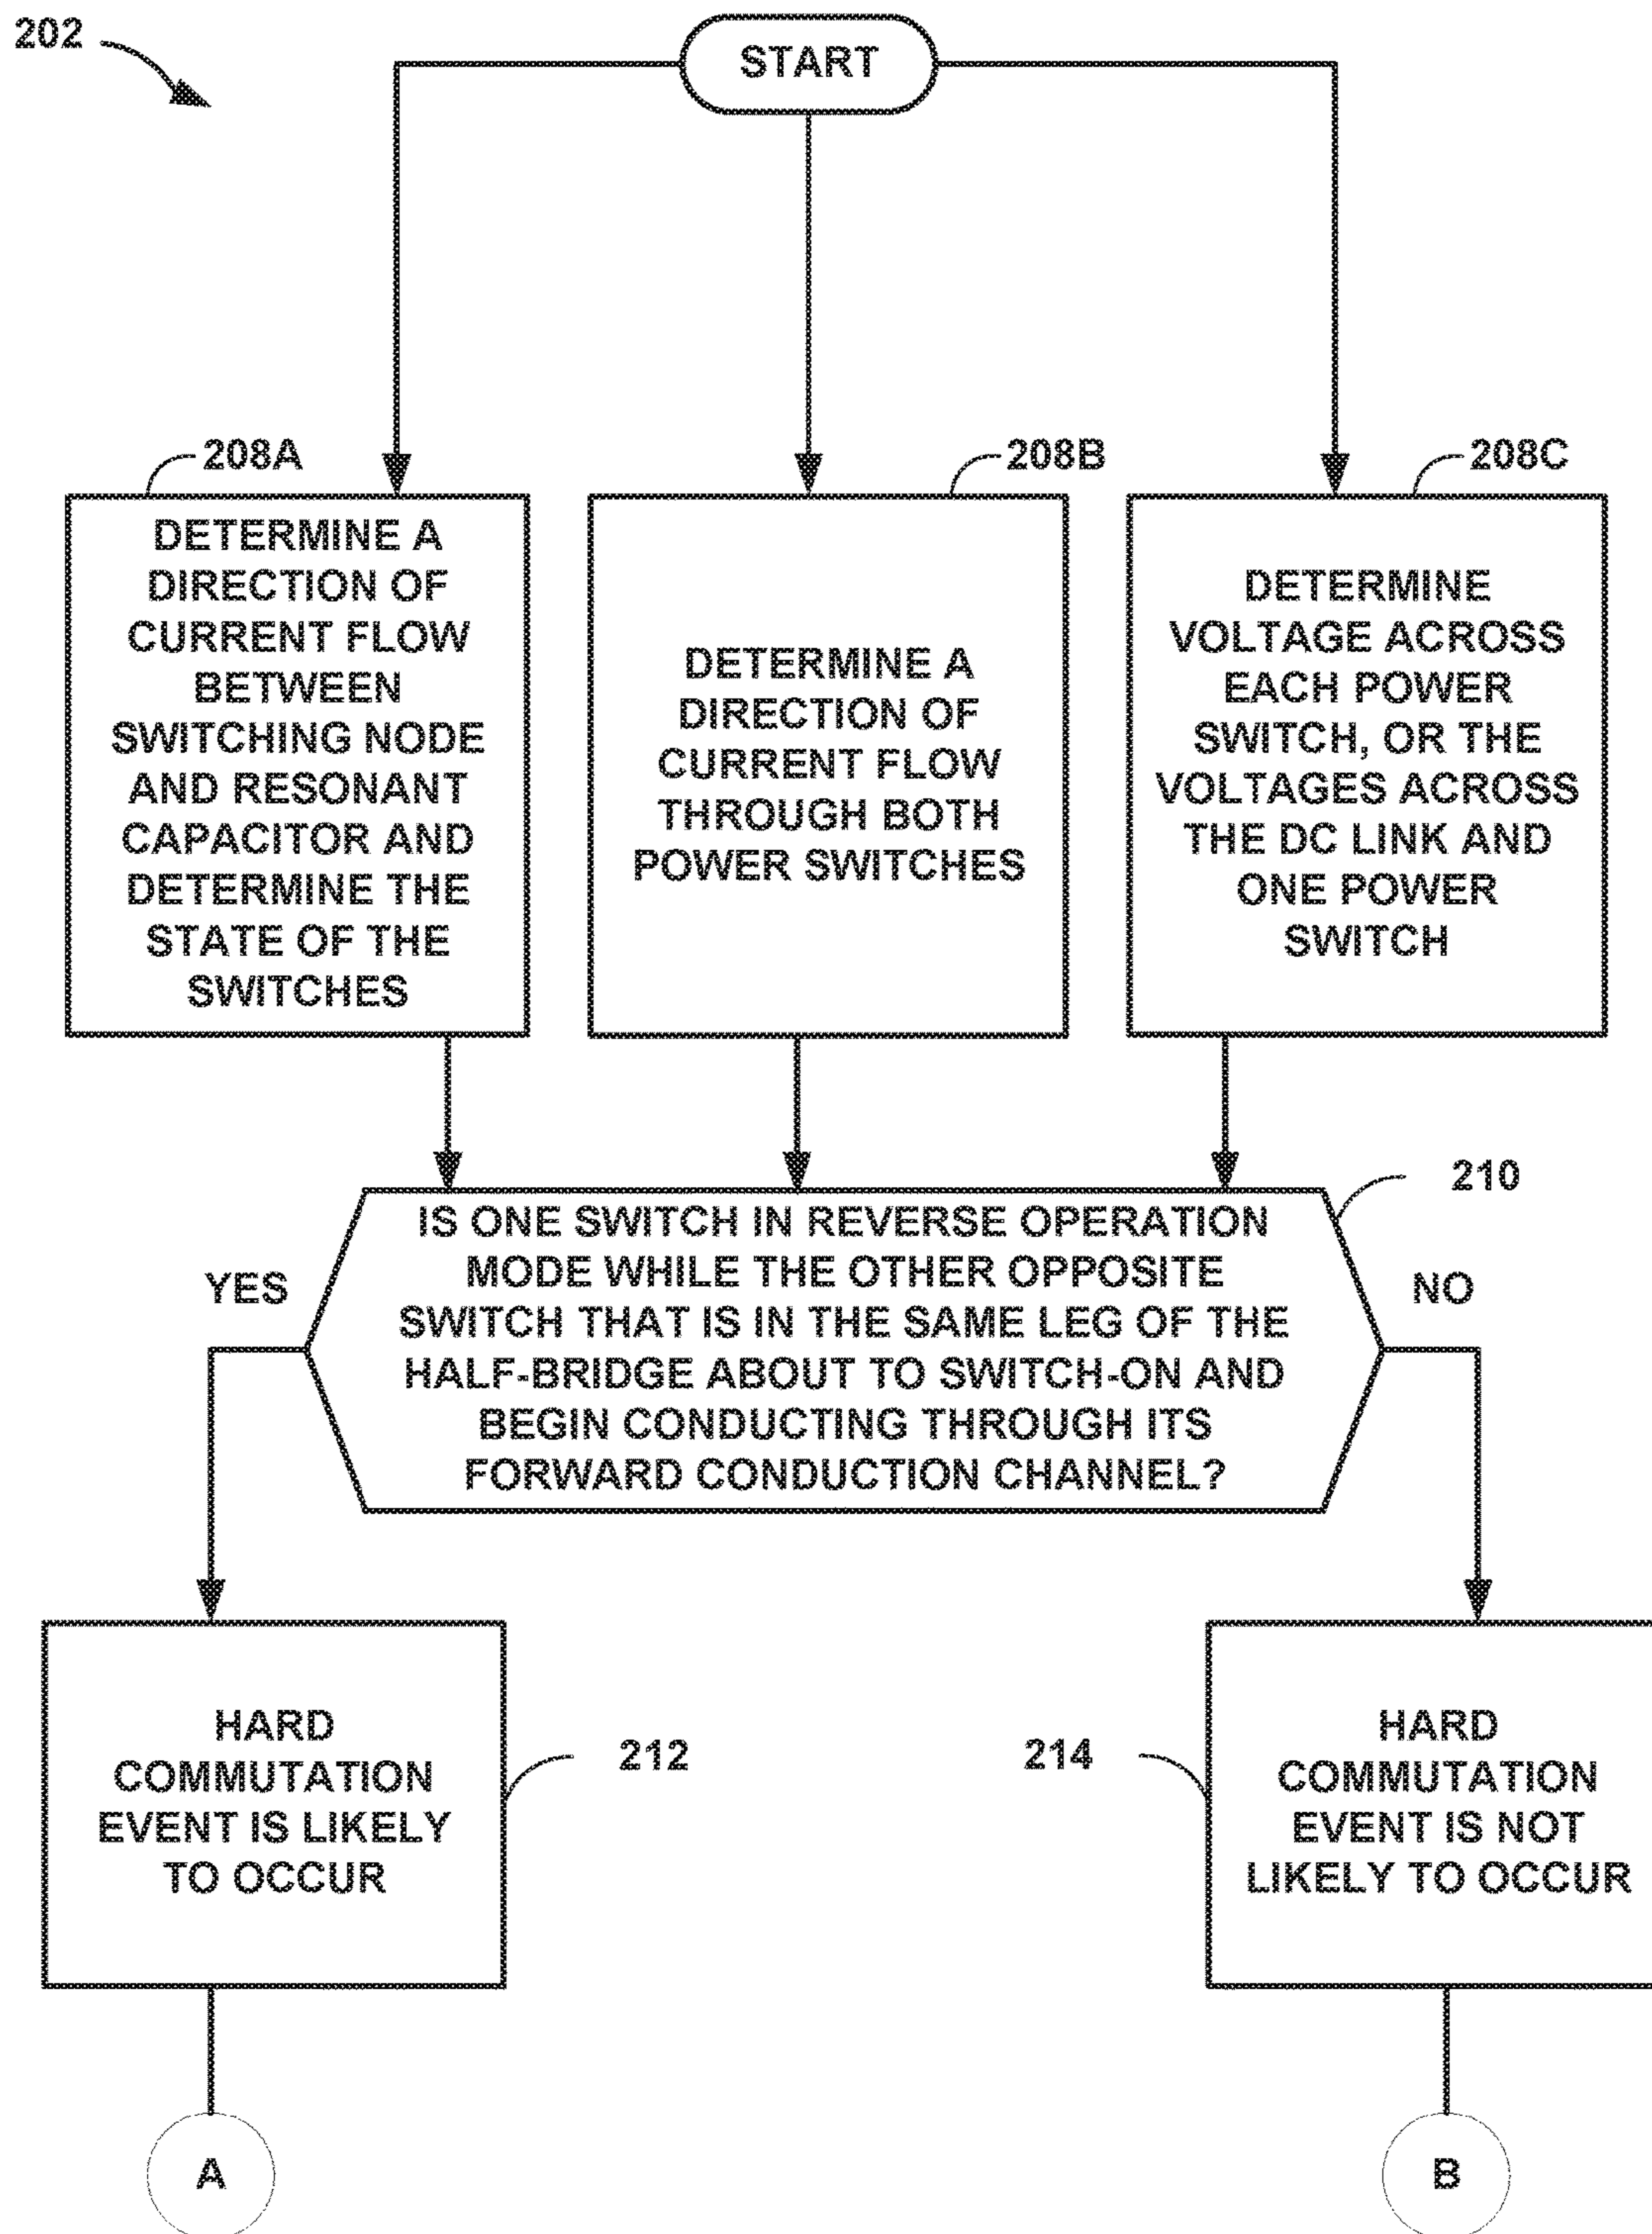 202
START
208A
DETERMINE A
DIRECTION OF
CURRENT FLOW
BETWEEN
SWITCHING NODE
AND RESONANT
CAPACITOR AND
DETERMINE THE
STATE OF THE
SWITCHES
208B
DETERMINE A
DIRECTION OF
CURRENT FLOW
THROUGH BOTH
POWER SWITCHES
208C
DETERMINE
VOLTAGE ACROSS
EACH POWER
SWITCH, OR THE
VOLTAGES ACROSS
THE DC LINK AND
ONE POWER
SWITCH
210
IS ONE SWITCH IN REVERSE OPERATION
MODE WHILE THE OTHER OPPOSITE
SWITCH THAT IS IN THE SAME LEG OF THE
HALF-BRIDGE ABOUT TO SWITCH-ON AND
BEGIN CONDUCTING THROUGH ITS
FORWARD CONDUCTION CHANNEL?
YES
NO
HARD
COMMUTATION
EVENT IS LIKELY
TO OCCUR
212
214
HARD
COMMUTATION
EVENT IS NOT
LIKELY TO OCCUR
A
B